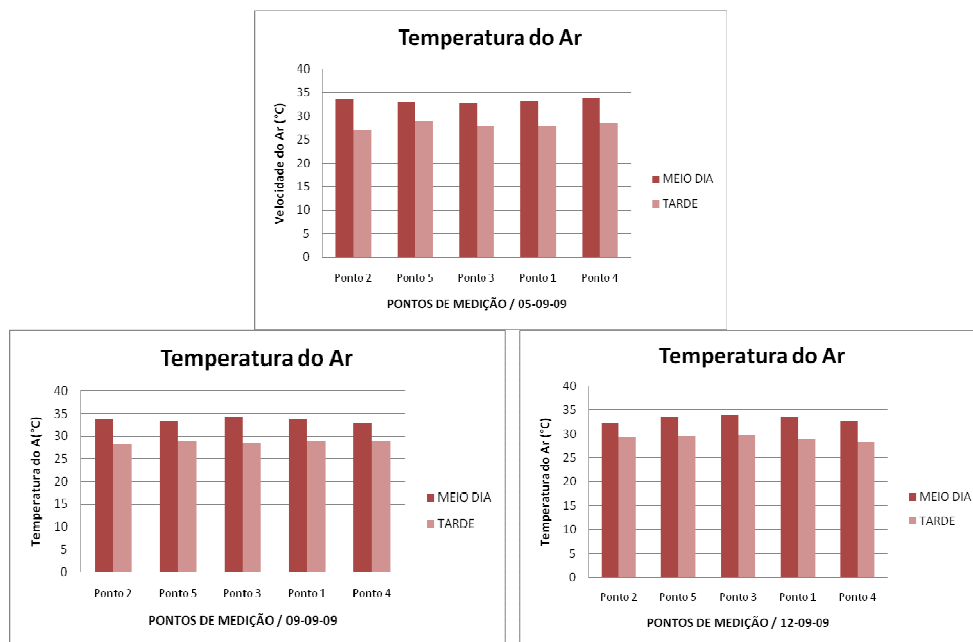 Temperatura do Ar
40
35
30
25
20
15
10
5
0
Velocidade do Ar (°C)
Ponto 2 Ponto 5 Ponto 3 Ponto 1 Ponto 4
PONTOS DE MEDIÇÃO / 05-09-09
MEIO DIA
TARDE
Temperatura do Ar
40
35
30
25
20
15
10
5
0
Temperatura do A(°C)
Ponto 2 Ponto 5 Ponto 3 Ponto 1 Ponto 4
PONTOS DE MEDIÇÃO / 09-09-09
MEIO DIA
TARDE
Temperatura do Ar
40
35
30
25
20
15
10
5
0
Temperatura do Ar (°C)
Ponto 2 Ponto 5 Ponto 3 Ponto 1 Ponto 4
PONTOS DE MEDIÇÃO / 12-09-09
MEIO DIA
TARDE